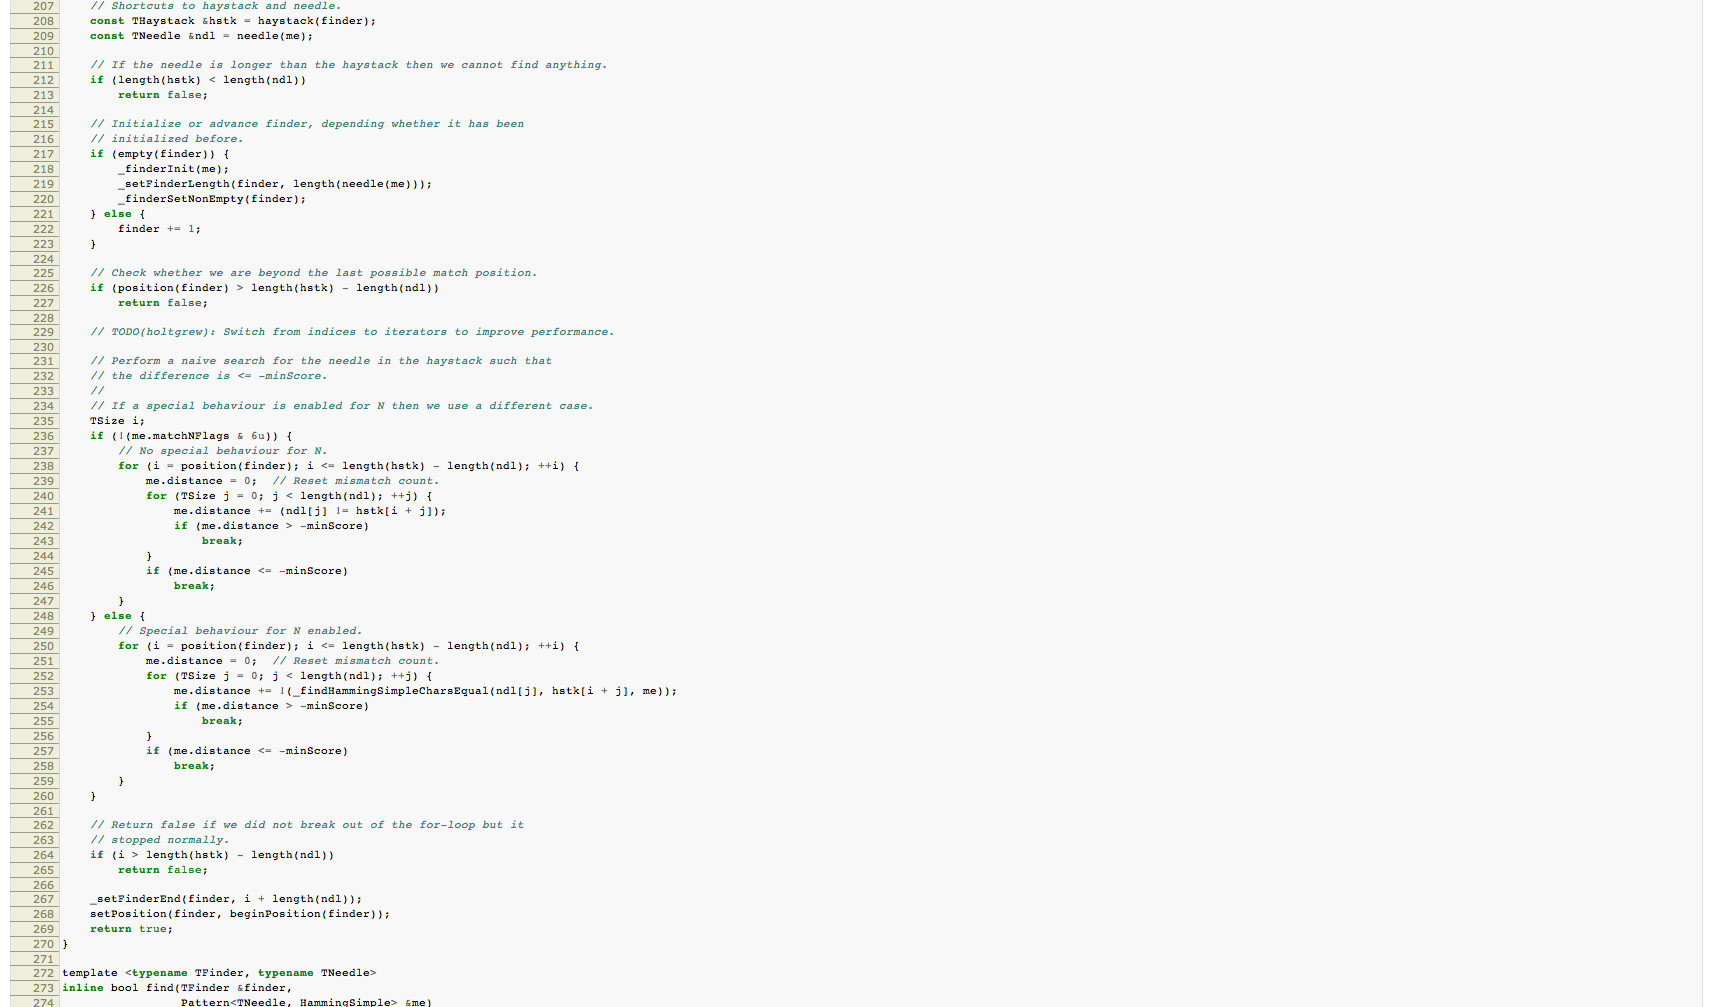 207 // Shortcuts to haystack and needle.
208 const THaystack &hstk = haystack(finder);
209 const TNeedle &ndl = needle(me);
210
211 // If the needle is longer than the haystack then we cannot find anything.
212 if (length(hstk) < length(ndl))
213 return false;
214
215 // Initialize or advance finder, depending whether it has been
216 // initialized before.
217 if (empty(finder)) {
218 _finderInit(me);
219 _setFinderLength(finder, length(needle(me)));
220 _finderSetNonEmpty(finder);
221 } else {
222 finder += 1;
223 }
224
225 // Check whether we are beyond the last possible match position.
226 if (position(finder) > length(hstk) - length(ndl))
227 return false;
228
229 // TODO(holtgrew): Switch from indices to iterators to improve performance.
230
231 // Perform a naive search for the needle in the haystack such that
232 // the difference is <= -minScore.
233 //
234 // If a special behaviour is enabled for N then we use a different case.
235 TSize i;
236 if (!(me.matchNFlags & 6u)) {
237 // No special behaviour for N.
238 for (i = position(finder); i <= length(hstk) - length(ndl); ++i) {
239 me.distance = 0; // Reset mismatch count.
240 for (TSize j = 0; j < length(ndl); ++j) {
241 me.distance += (ndl[j] != hstk[i + j]);
242 if (me.distance > -minScore)
243 break;
244 }
245 if (me.distance <= -minScore)
246 break;
247 }
248 } else {
249 // Special behaviour for N enabled.
250 for (i = position(finder); i <= length(hstk) - length(ndl); ++i) {
251 me.distance = 0; // Reset mismatch count.
252 for (TSize j = 0; j < length(ndl); ++j) {
253 me.distance += !(_findHammingSimpleCharsEqual(ndl[j], hstk[i + j], me));
254 if (me.distance > -minScore)
255 break;
256 }
257 if (me.distance <= -minScore)
258 break;
259 }
260 }
261
262 // Return false if we did not break out of the for-loop but it
263 // stopped normally.
264 if (i > length(hstk) - length(ndl))
265 return false;
266
267 _setFinderEnd(finder, i + length(ndl));
268 setPosition(finder, beginPosition(finder));
269 return true;
270 }
271
272 template <typename TFinder, typename TNeedle>
273 inline bool find(TFinder &finder,
274 Pattern<TNeedle, HammingSimple> &me)